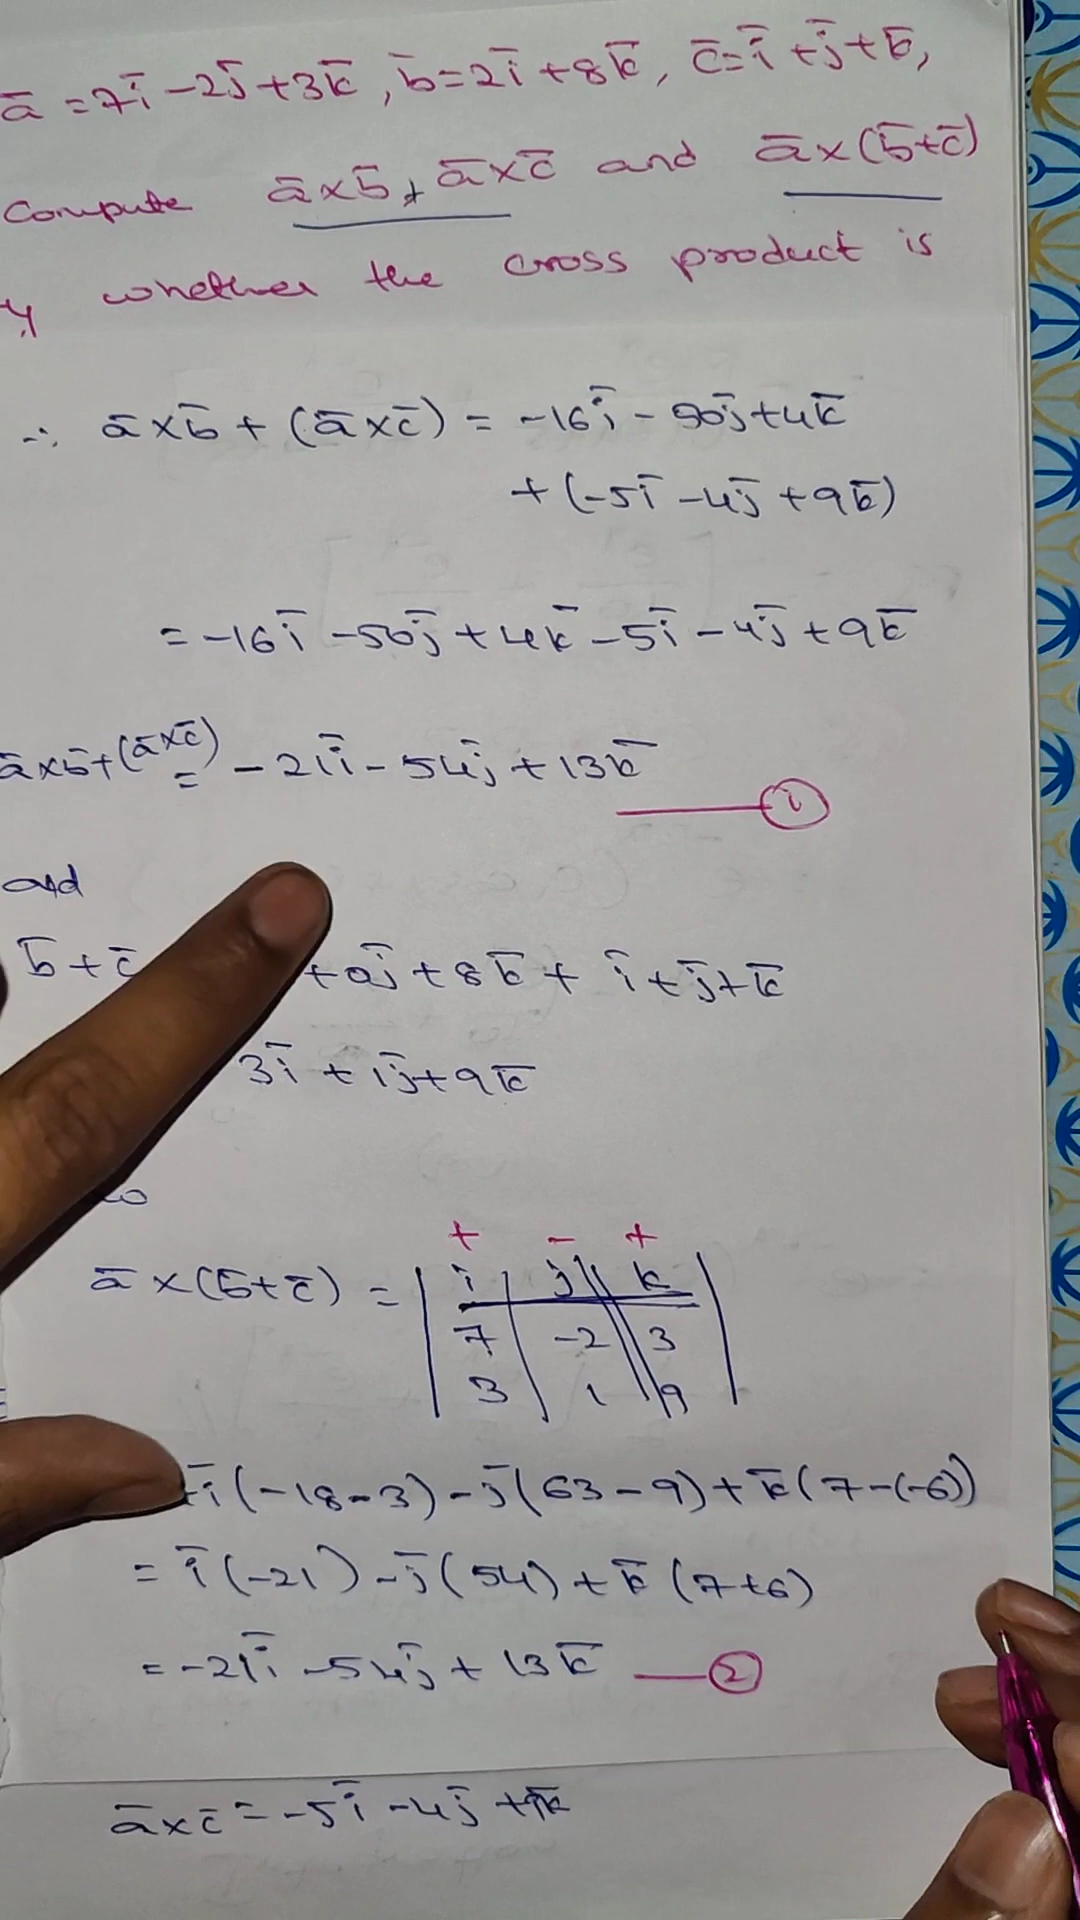 ā = 7ī - 2j̄ + 3k̄, b̄ = 2ī + 8k̄, c̄ = ī + j̄ + k̄,
Compute ā × b̄, ā × c̄ and ā × (b̄ + c̄)
y whether the cross product is
∴ ā × b̄ + (ā × c̄) = -16ī - 50j̄ + 4k̄
+ (-5ī - 4j̄ + 9k̄)
= -16ī - 50j̄ + 4k̄ - 5ī - 4j̄ + 9k̄
ā × b̄ + (ā × c̄) = -21ī - 54j̄ + 13k̄ — 1
and
b̄ + c̄ + 0j̄ + 8k̄ + ī + j̄ + k̄
3ī + 1j̄ + 9k̄
+ - +
ā × (b̄ + c̄) = | i j k |
7 -2 3
3 1 9
ī(-18-3) - j̄(63-9) + k̄(7-(-6))
= ī(-21) - j̄(54) + k̄(7+6)
= -21ī - 54j̄ + 13k̄ — 2
ā × c̄ = -5ī - 4j̄ + 9k̄